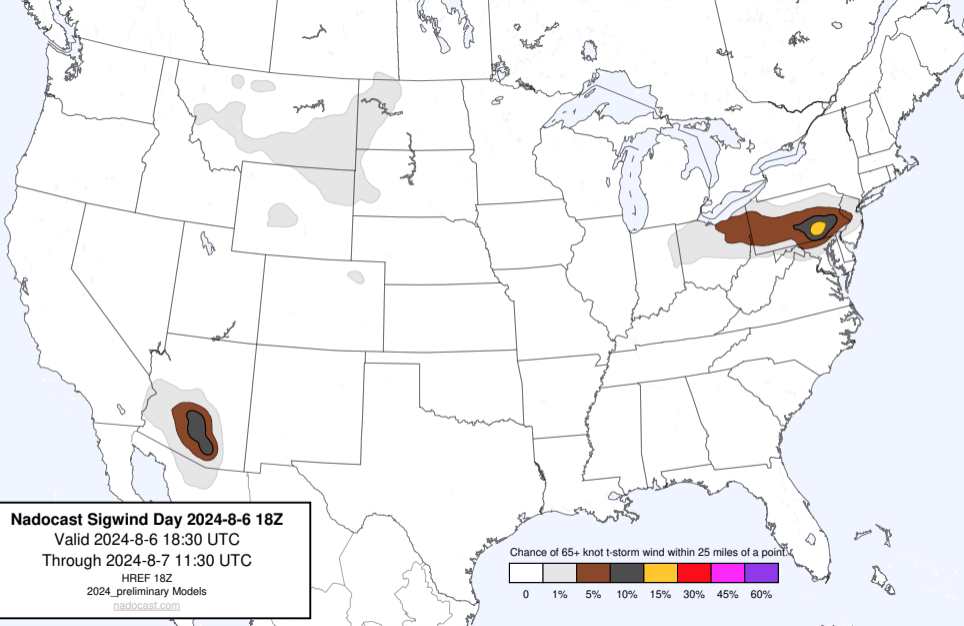 Nadocast Sigwind Day 2024-8-6 18Z
Valid 2024-8-6 18:30 UTC
Through 2024-8-7 11:30 UTC
HREF 18Z
2024_preliminary Models
nadocast.com
Chance of 65+ knot t-storm wind within 25 miles of a point.
0 1% 5% 10% 15% 30% 45% 60%